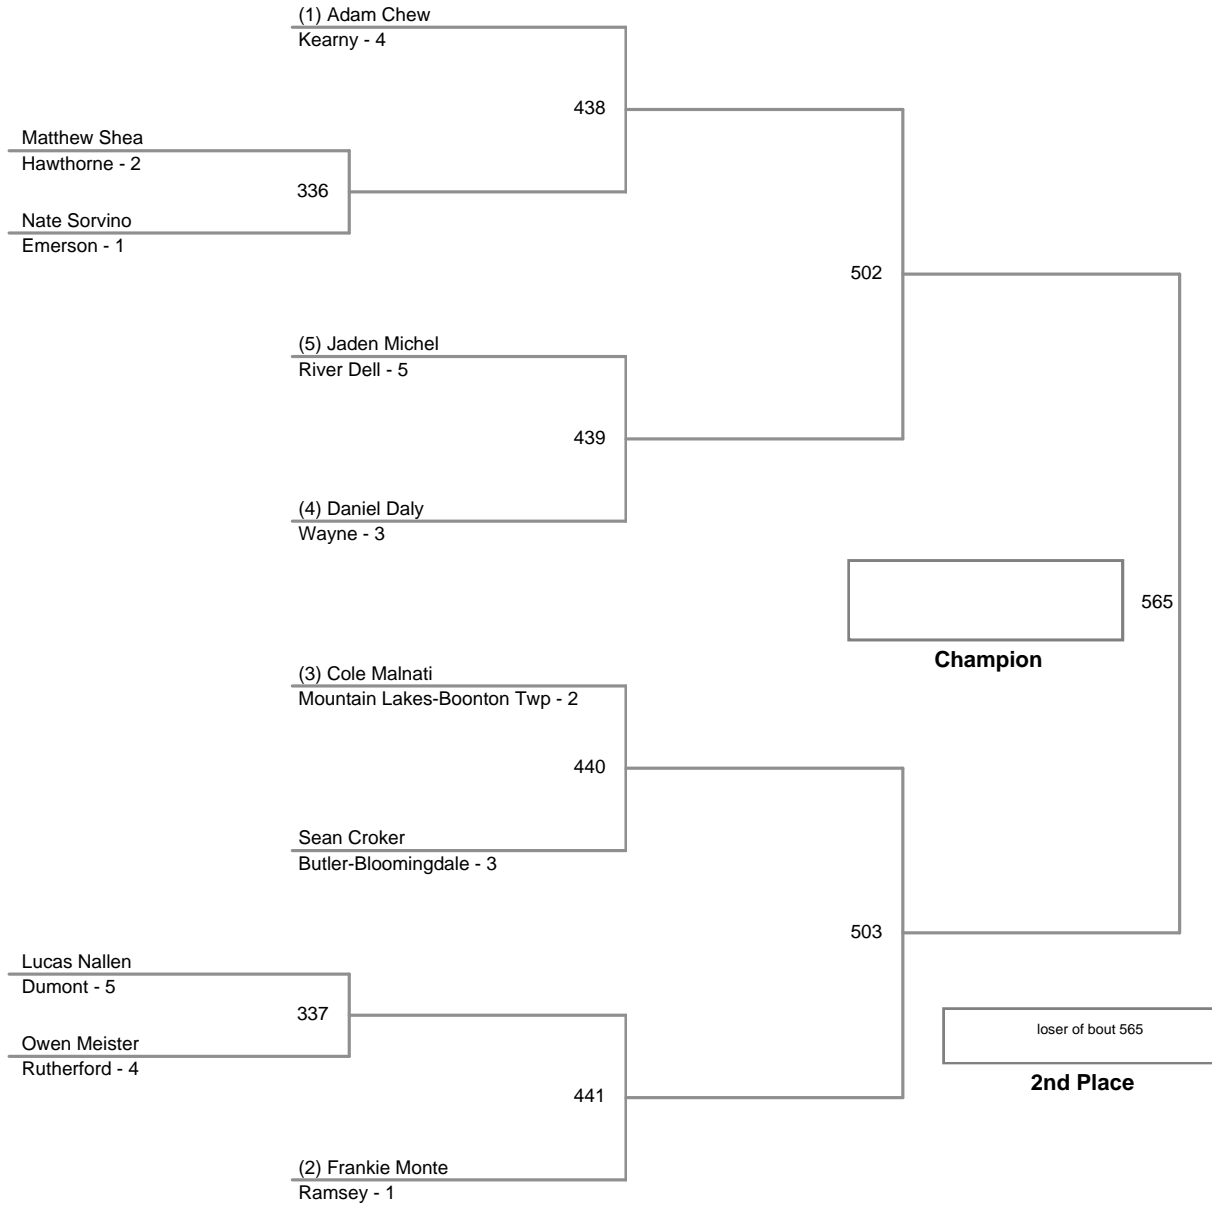 (1) Adam Chew
Kearny - 4
438
Matthew Shea
Hawthorne - 2
336
Nate Sorvino
Emerson - 1
502
(5) Jaden Michel
River Dell - 5
439
(4) Daniel Daly
Wayne - 3
565
Champion
(3) Cole Malnati
Mountain Lakes-Boonton Twp - 2
440
Sean Croker
Butler-Bloomingdale - 3
503
Lucas Nallen
Dumont - 5
337
Owen Meister
Rutherford - 4
loser of bout 565
2nd Place
441
(2) Frankie Monte
Ramsey - 1